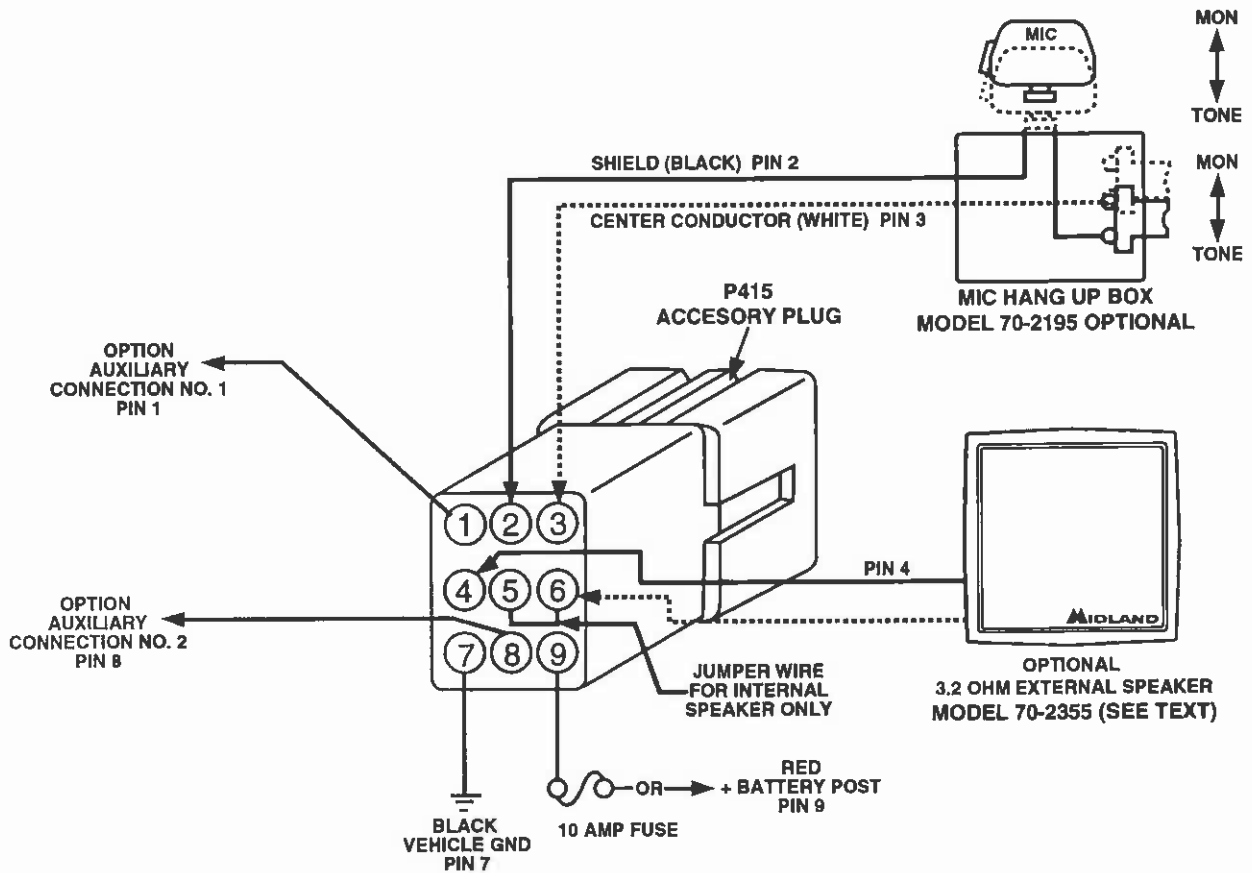 MON
MIC
TONE
SHIELD (BLACK) PIN 2
MON
CENTER CONDUCTOR (WHITE) PIN 3
TONE
P415
ACCESORY PLUG
MIC HANG UP BOX
MODEL 70-2195 OPTIONAL
OPTION
AUXILIARY
CONNECTION NO. 1
PIN 1
1 2 3
4 5 6
7 8 9
PIN 4
OPTION
AUXILIARY
CONNECTION NO. 2
PIN 8
MIDLAND
JUMPER WIRE
FOR INTERNAL
SPEAKER ONLY
OPTIONAL
3.2 OHM EXTERNAL SPEAKER
MODEL 70-2355 (SEE TEXT)
OR
RED
+ BATTERY POST
PIN 9
10 AMP FUSE
BLACK
VEHICLE GND
PIN 7